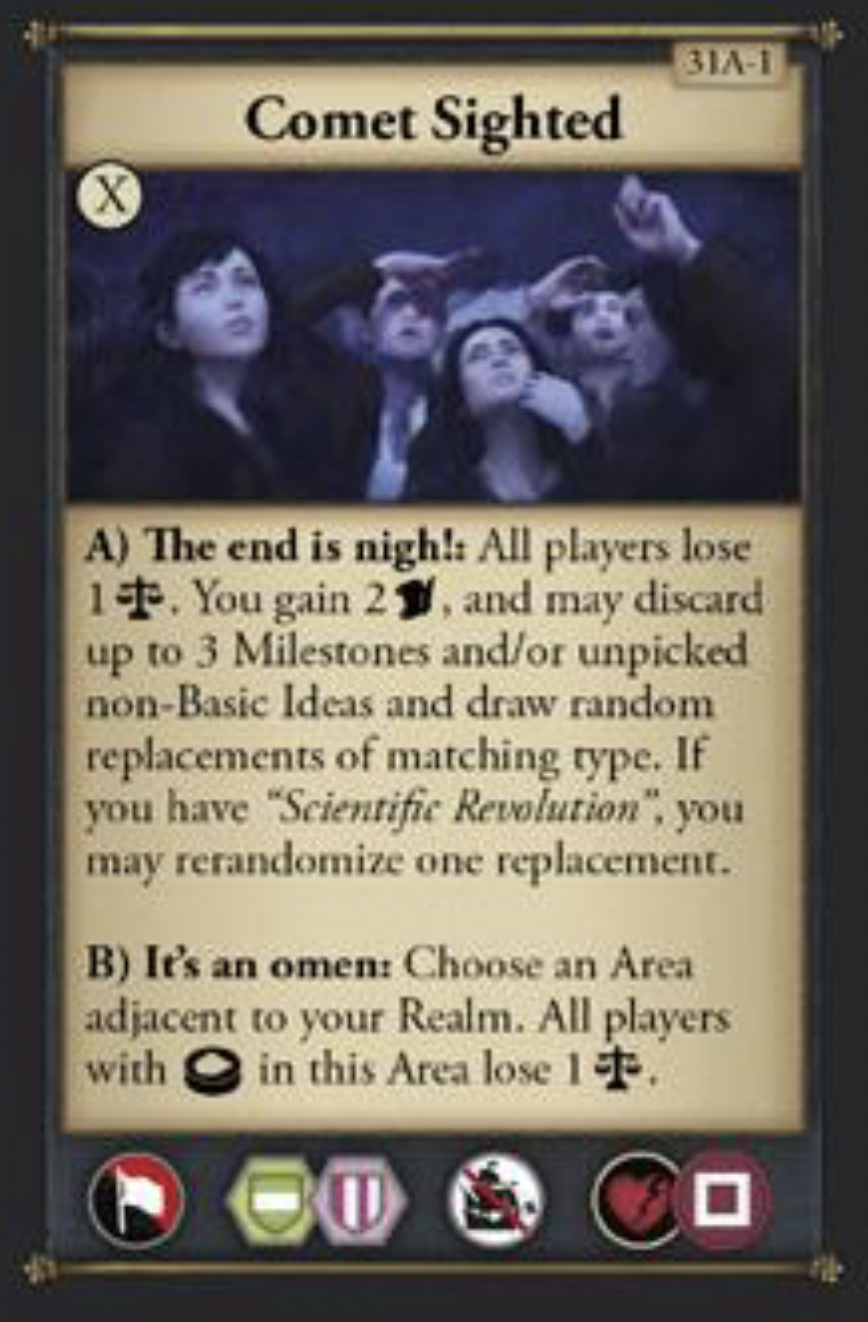 31A-1
Comet Sighted
X
A) The end is nigh!: All players lose
1 . You gain 2 , and may discard
up to 3 Milestones and/or unpicked
non-Basic Ideas and draw random
replacements of matching type. If
you have “Scientific Revolution”, you
may rerandomize one replacement.
B) It’s an omen: Choose an Area
adjacent to your Realm. All players
with in this Area lose 1 .